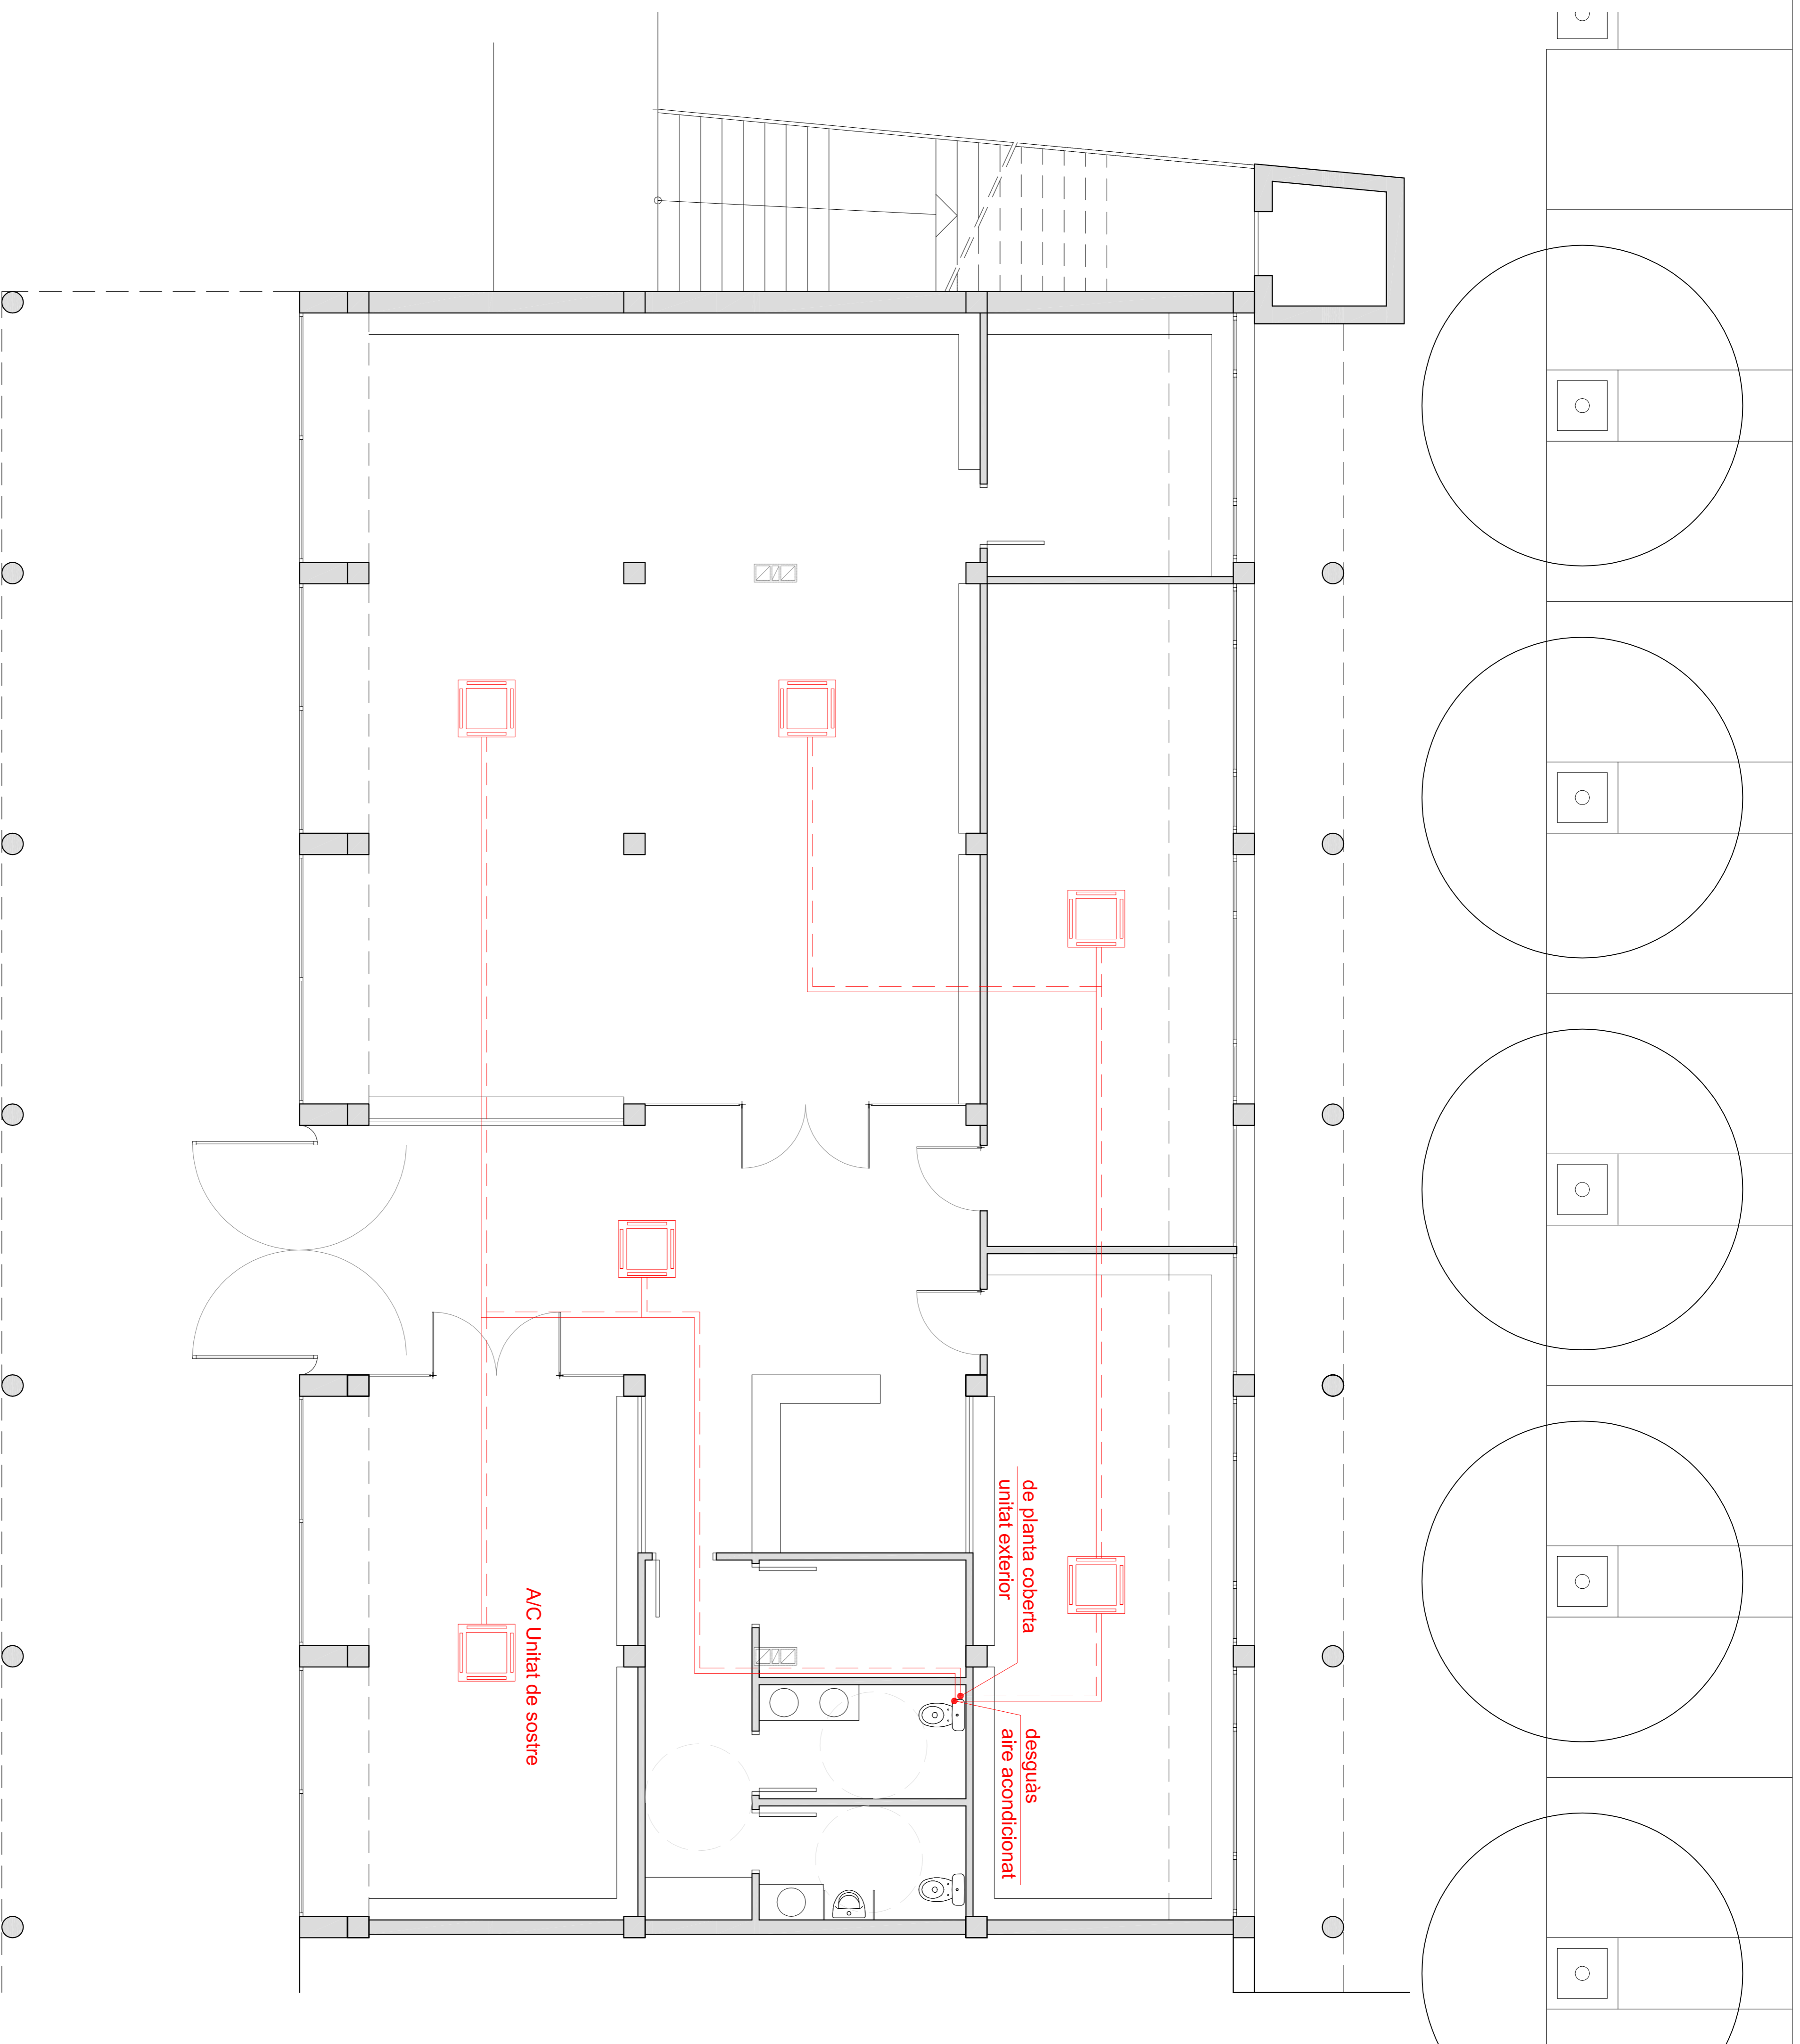 de planta coberta
unitat exterior
desguàs
aire acondicionat
A/C Unitat de sostre